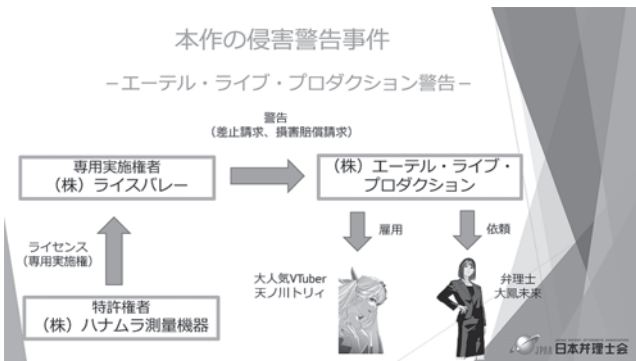 本作の侵害警告事件
－エーテル・ライブ・プロダクション警告－
警告
（差止請求、損害賠償請求）
専用実施権者
（株）ライスバレー
（株）エーテル・ライブ・
プロダクション
ライセンス
（専用実施権）
雇用
依頼
大人気VTuber
天ノ川トリィ
弁理士
大鳳未来
特許権者
（株）ハナムラ測量機器
JPAA 日本弁理士会